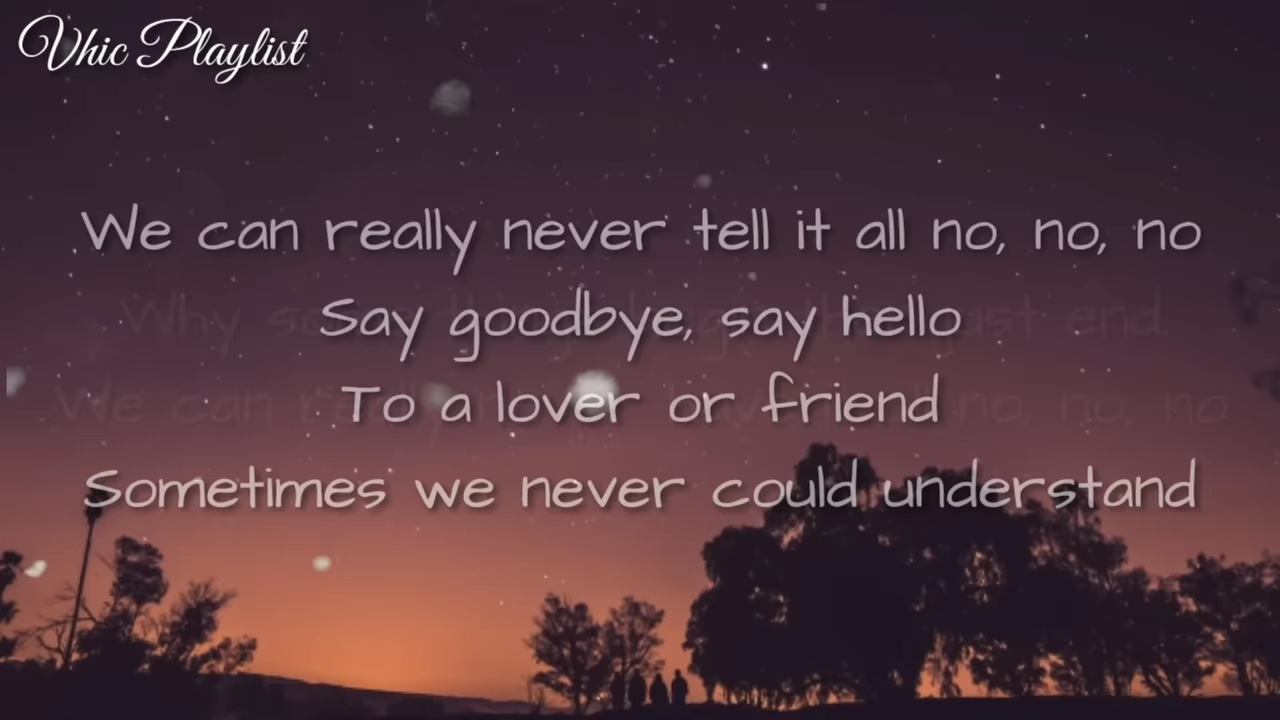 Vhic Playlist
We can really never tell it all no, no, no
Say goodbye, say hello
To a lover or friend
Sometimes we never could understand